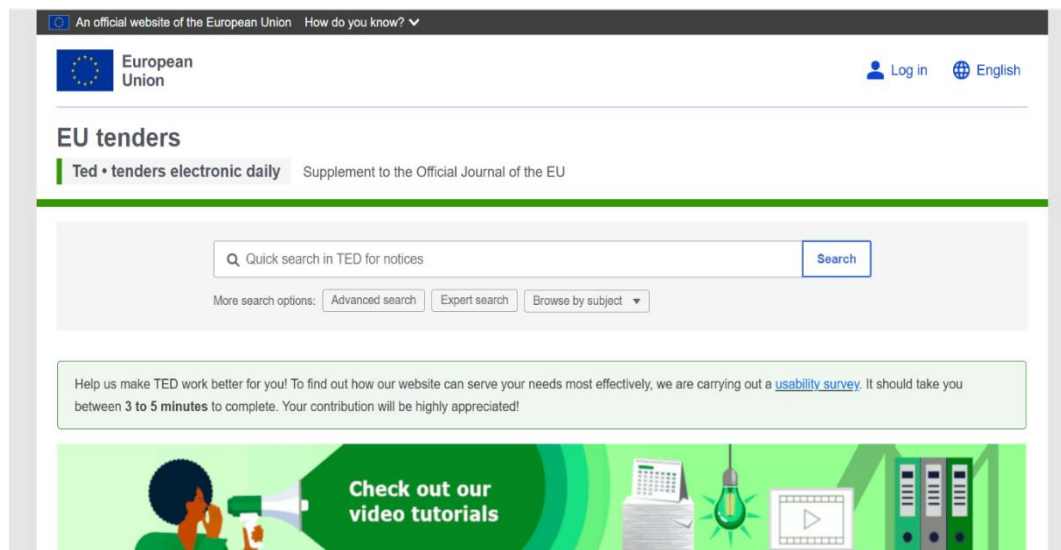 An official website of the European Union How do you know?
European
Union
Log in
English
EU tenders
Ted • tenders electronic daily
Supplement to the Official Journal of the EU
Quick search in TED for notices
Search
More search options:
Advanced search
Expert search
Browse by subject
Help us make TED work better for you! To find out how our website can serve your needs most effectively, we are carrying out a usability survey. It should take you
between 3 to 5 minutes to complete. Your contribution will be highly appreciated!
Check out our
video tutorials